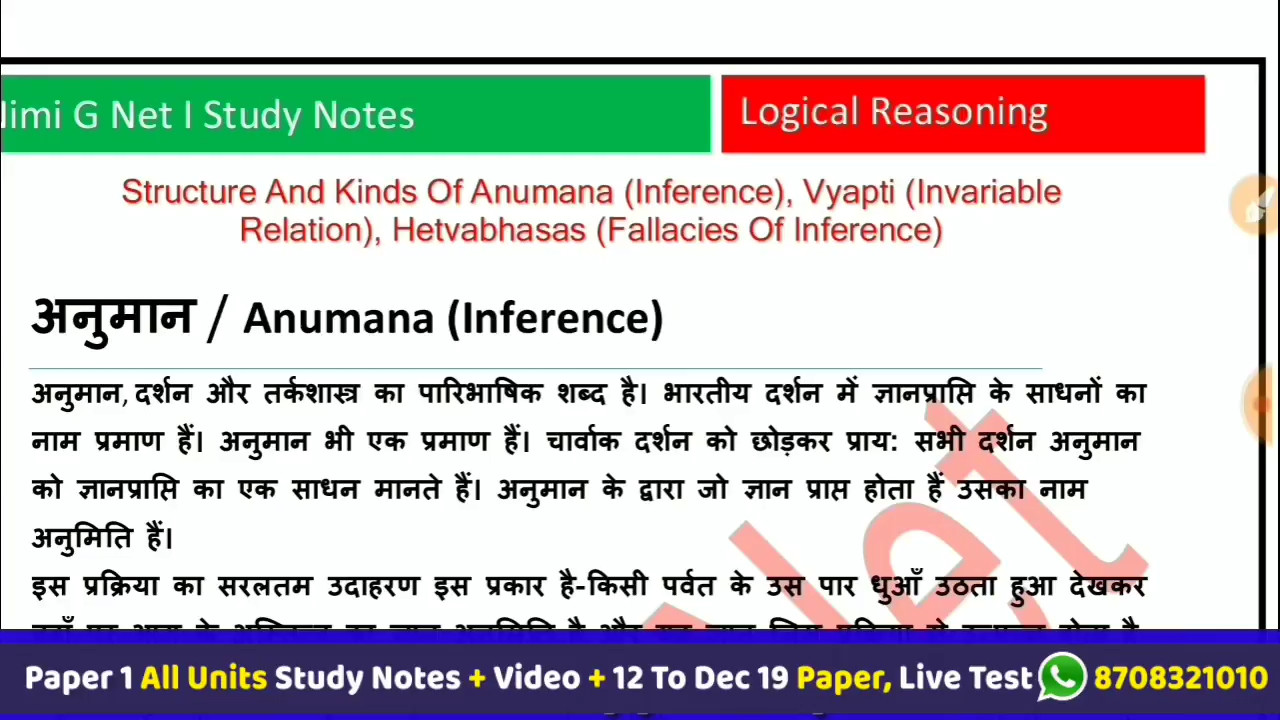 Nimi G Net I Study Notes
Logical Reasoning
Structure And Kinds Of Anumana (Inference), Vyapti (Invariable
Relation), Hetvabhasas (Fallacies Of Inference)
अनुमान / Anumana (Inference)
अनुमान, दर्शन और तर्कशास्त्र का पारिभाषिक शब्द है। भारतीय दर्शन में ज्ञानप्राप्ति के साधनों का
नाम प्रमाण हैं। अनुमान भी एक प्रमाण हैं। चार्वाक दर्शन को छोड़कर प्राय: सभी दर्शन अनुमान
को ज्ञानप्राप्ति का एक साधन मानते हैं। अनुमान के द्वारा जो ज्ञान प्राप्त होता हैं उसका नाम
अनुमिति हैं।
इस प्रक्रिया का सरलतम उदाहरण इस प्रकार है-किसी पर्वत के उस पार धुआँ उठता हुआ देखकर
Paper 1 All Units Study Notes + Video + 12 To Dec 19 Paper, Live Test 8708321010